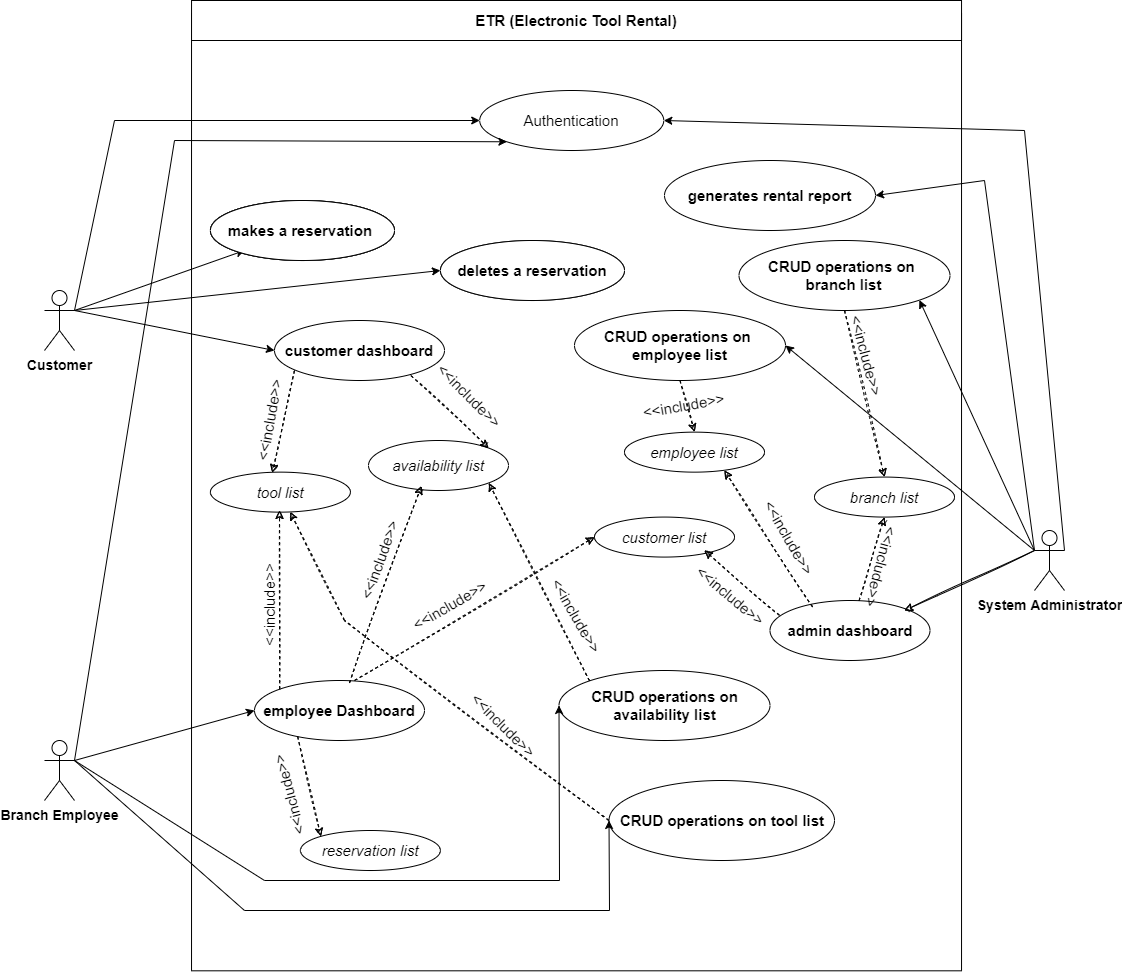 ETR (Electronic Tool Rental)
Authentication
generates rental report
makes a reservation
deletes a reservation
CRUD operations on
branch list
Customer
customer dashboard
CRUD operations on
employee list
<<include>>
<<include>>
<<include>>
<<include>>
availability list
employee list
tool list
branch list
customer list
<<include>>
<<include>>
<<include>>
<<include>>
<<include>>
<<include>>
<<include>>
System Administrator
admin dashboard
employee Dashboard
CRUD operations on
availability list
<<include>>
<<include>>
Branch Employee
CRUD operations on tool list
reservation list